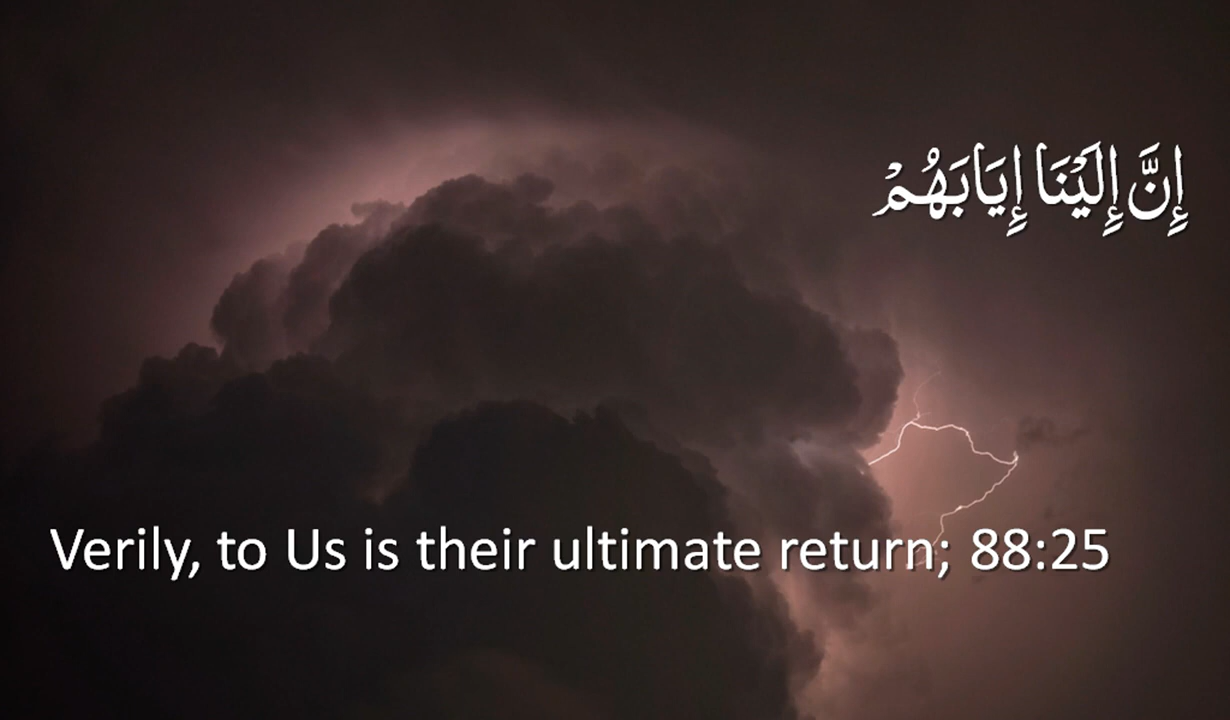 إِنَّ إِلَيْنَا إِيَابَهُمْ
Verily, to Us is their ultimate return; 88:25